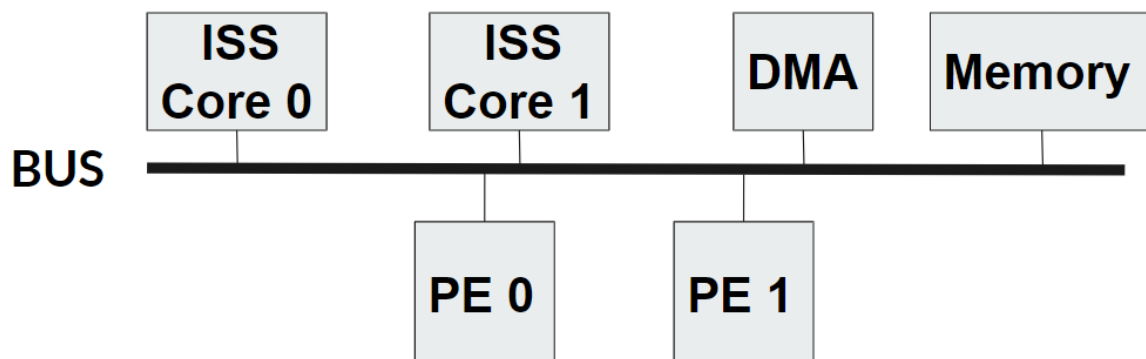 ISS
Core 0
ISS
Core 1
DMA
Memory
BUS
PE 0
PE 1